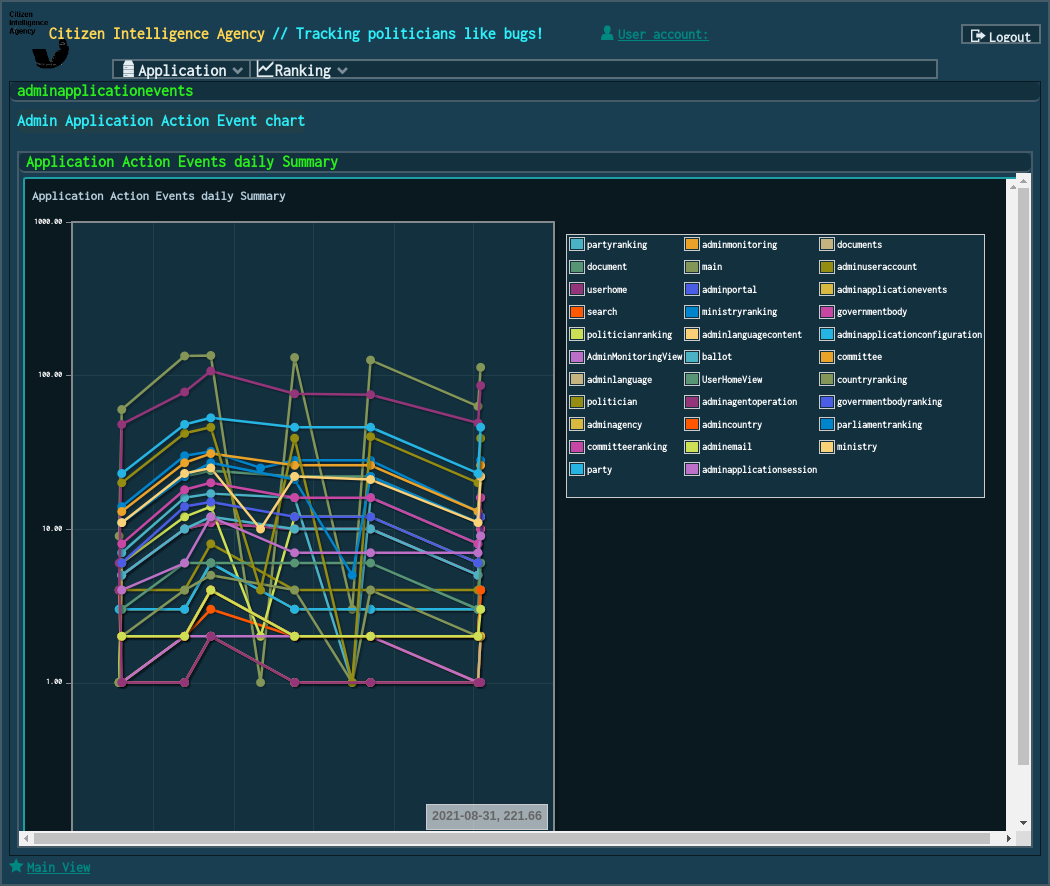 Citizen
Intelligence
Agency
Citizen Intelligence Agency // Tracking politicians like bugs!
User account:
Logout
Application
Ranking
adminapplicationevents
Admin Application Action Event chart
Application Action Events daily Summary
Application Action Events daily Summary
1000.00
100.00
10.00
1.00
partyranking adminmonitoring documents
document main adminuseraccount
userhome adminportal adminapplicationevents
search ministryranking governmentbody
politicianranking adminlanguagecontent adminapplicationconfiguration
AdminMonitoringView ballot committee
adminlanguage UserHomeView countryranking
politician adminagentoperation governmentbodyranking
adminagency admincountry parliamentranking
committeeranking adminemail ministry
party adminapplicationsession
2021-08-31, 221.66
Main View